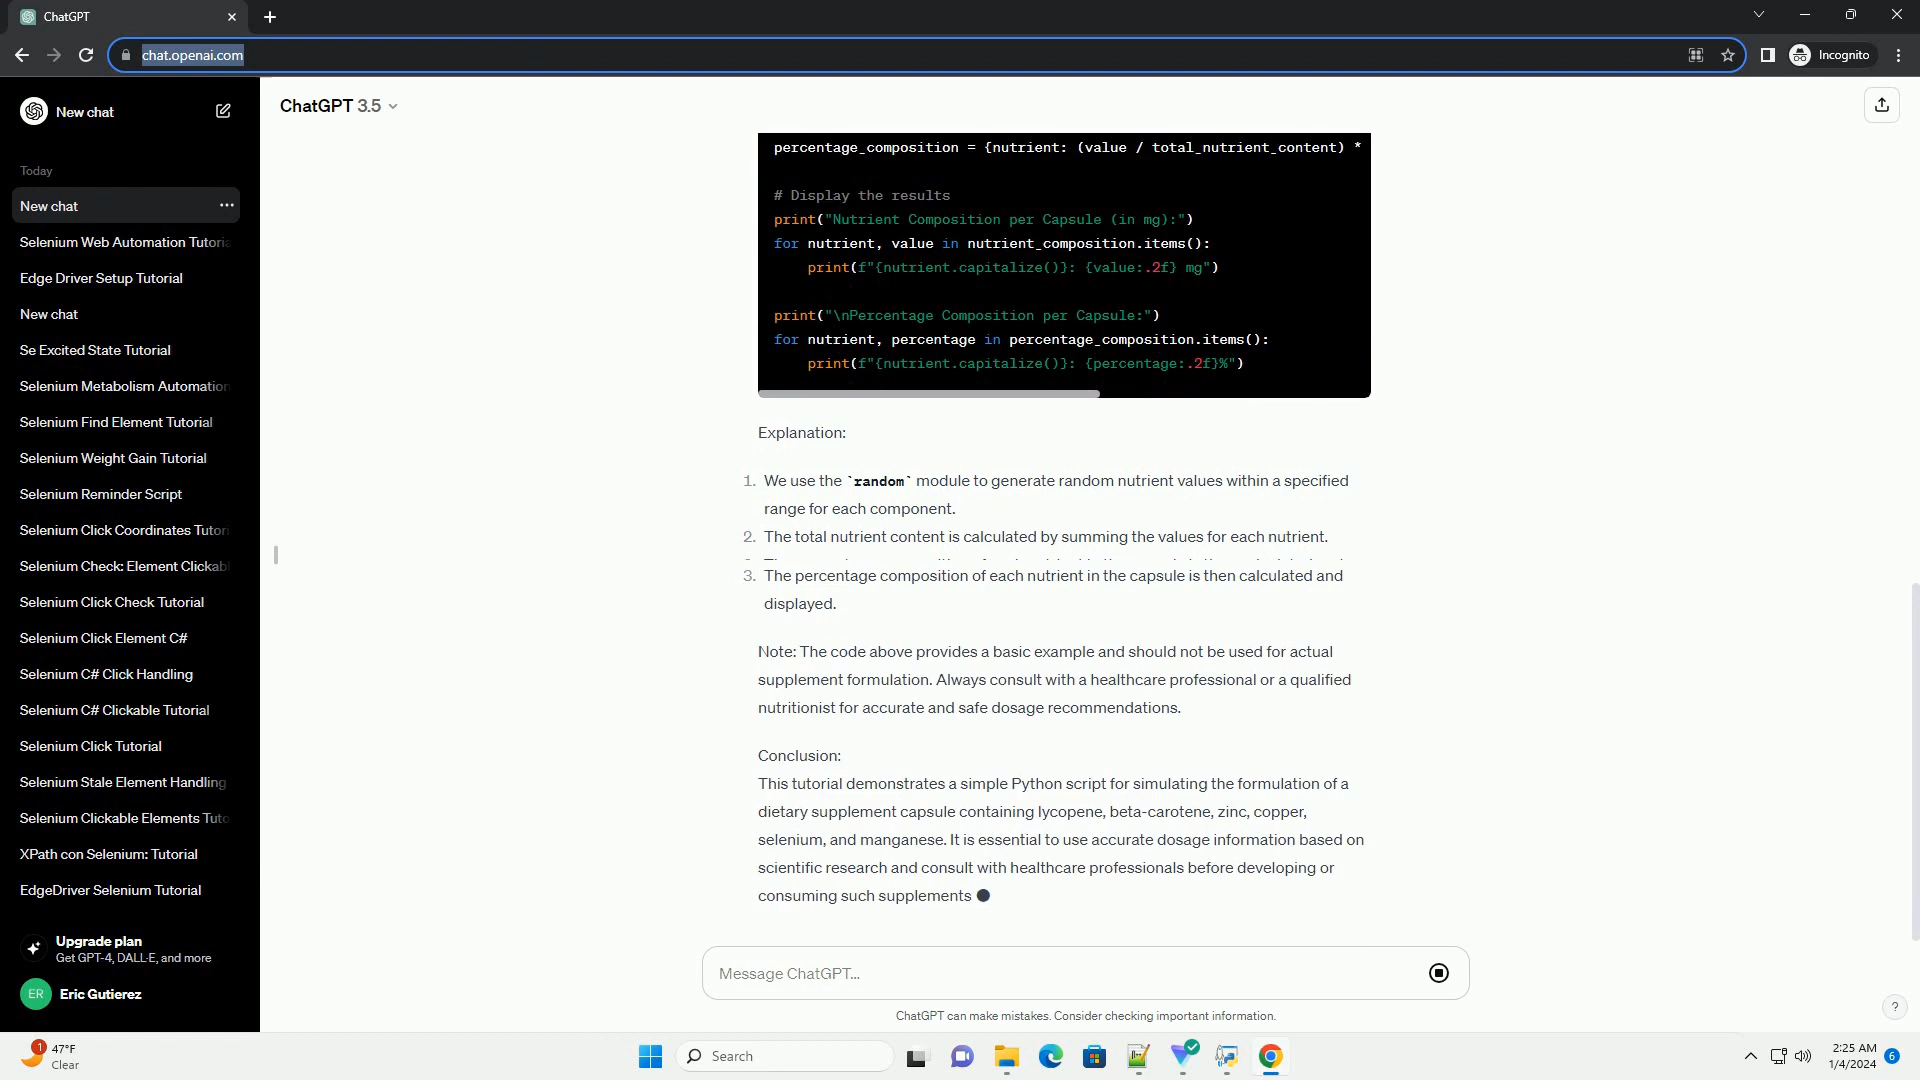 ChatGPT
chat.openai.com
Incognito
New chat
ChatGPT 3.5
Today
New chat
Selenium Web Automation Tutoria
Edge Driver Setup Tutorial
New chat
Se Excited State Tutorial
Selenium Metabolism Automation
Selenium Find Element Tutorial
Selenium Weight Gain Tutorial
Selenium Reminder Script
Selenium Click Coordinates Tutori
Selenium Check: Element Clickab
Selenium Click Check Tutorial
Selenium Click Element C#
Selenium C# Click Handling
Selenium C# Clickable Tutorial
Selenium Click Tutorial
Selenium Stale Element Handling
Selenium Clickable Elements Tuto
XPath con Selenium: Tutorial
EdgeDriver Selenium Tutorial
Upgrade plan
Get GPT-4, DALL·E, and more
ER
Eric Gutierez
percentage_composition = {nutrient: (value / total_nutrient_content) *
# Display the results
print("Nutrient Composition per Capsule (in mg):")
for nutrient, value in nutrient_composition.items():
print(f"{nutrient.capitalize()}: {value:.2f} mg")
print("\nPercentage Composition per Capsule:")
for nutrient, percentage in percentage_composition.items():
print(f"{nutrient.capitalize()}: {percentage:.2f}%")
Explanation:
1. We use the `random` module to generate random nutrient values within a specified
range for each component.
2. The total nutrient content is calculated by summing the values for each nutrient.
3. The percentage composition of each nutrient in the capsule is then calculated and
displayed.
Note: The code above provides a basic example and should not be used for actual
supplement formulation. Always consult with a healthcare professional or a qualified
nutritionist for accurate and safe dosage recommendations.
Conclusion:
This tutorial demonstrates a simple Python script for simulating the formulation of a
dietary supplement capsule containing lycopene, beta-carotene, zinc, copper,
selenium, and manganese. It is essential to use accurate dosage information based on
scientific research and consult with healthcare professionals before developing or
consuming such supplements
Message ChatGPT...
ChatGPT can make mistakes. Consider checking important information.
?
1
47°F
Clear
Search
2:25 AM
1/4/2024
6